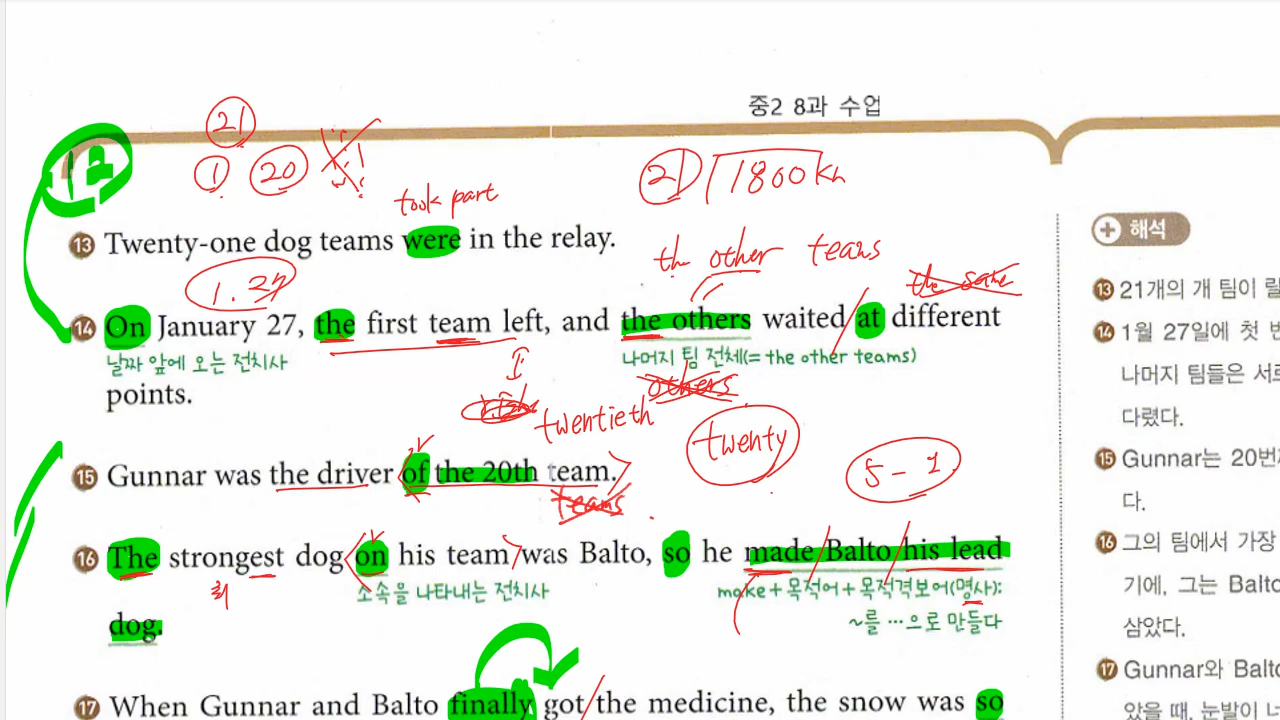 중2 8과 수업
21
1 20
21 1800km
took part
⑬ Twenty-one dog teams were in the relay.
the other teams
1. 27
the same
⑭ On January 27, the first team left, and the others waited at different
날짜 앞에 오는 전치사
나머지 팀 전체(= the other teams)
others
points.
twentieth
twenty
5-1
⑮ Gunnar was the driver of the 20th team.
teams
⑯ The strongest dog on his team was Balto, so he made Balto his lead
소속을 나타내는 전치사
make + 목적어 + 목적격보어(명사):
~를 …으로 만들다
dog.
⑰ When Gunnar and Balto finally got the medicine, the snow was so
해석
⑬ 21개의 개 팀이 릴
⑭ 1월 27일에 첫 번
나머지 팀들은 서로
다렸다.
⑮ Gunnar는 20번
다.
⑯ 그의 팀에서 가장
기에, 그는 Balto
삼았다.
⑰ Gunnar와 Balto
았을 때, 눈발이 너